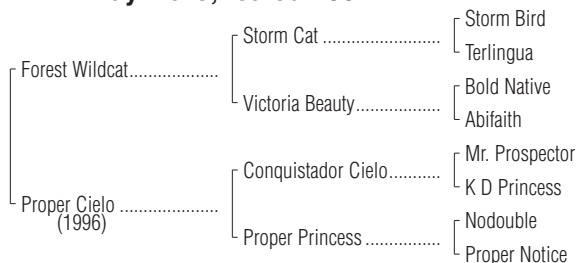 Storm Bird
Storm Cat ........................
Terlingua
Forest Wildcat..................
Bold Native
Victoria Beauty.................
Abifaith
Mr. Prospector
Conquistador Cielo..........
K D Princess
Proper Cielo ....................
(1996)
Nodouble
Proper Princess ...............
Proper Notice